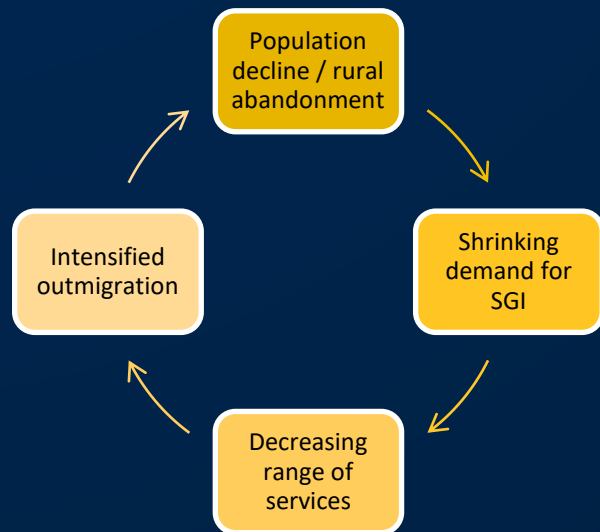 Population
decline / rural
abandonment
Shrinking
demand for
SGI
Decreasing
range of
services
Intensified
outmigration